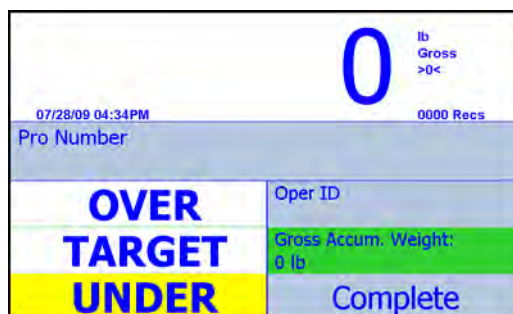 0
lb
Gross
>0<
07/28/09 04:34PM
0000 Recs
Pro Number
OVER
TARGET
UNDER
Oper ID
Gross Accum. Weight:
0 lb
Complete